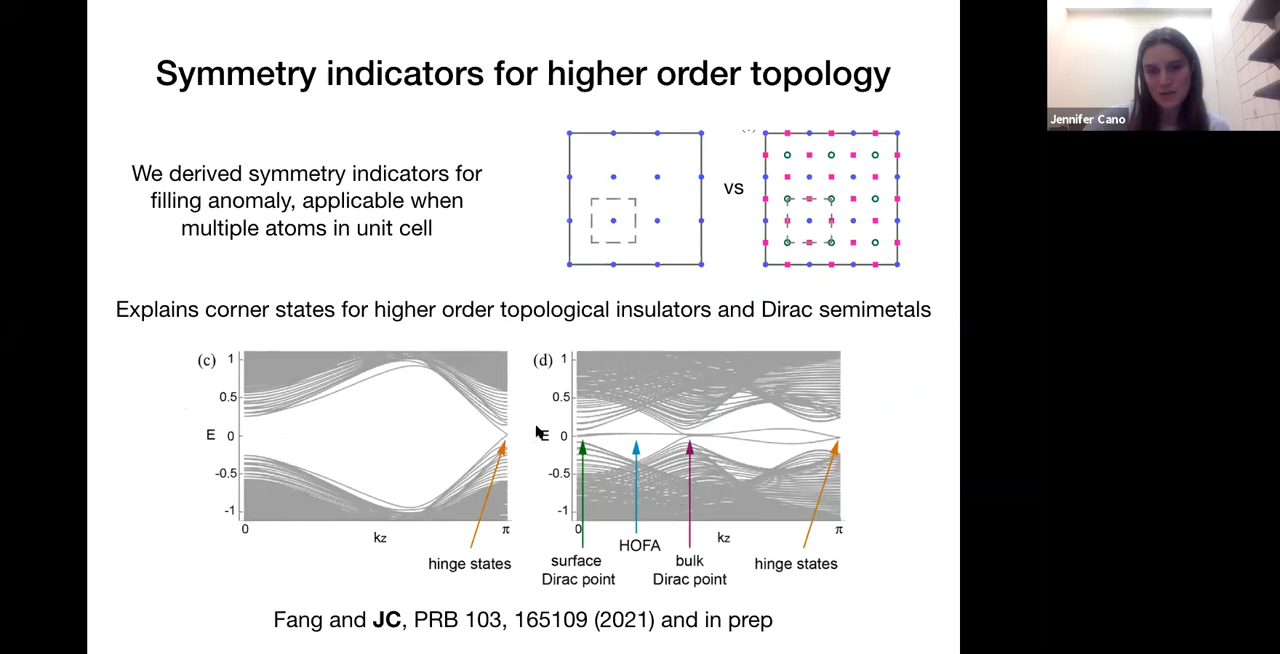 Symmetry indicators for higher order topology
Jennifer Cano
We derived symmetry indicators for
filling anomaly, applicable when
multiple atoms in unit cell
vs
Explains corner states for higher order topological insulators and Dirac semimetals
(c)
1
0.5
E
0
-0.5
-1
0
kz
π
hinge states
(d)
1
0.5
E
0
-0.5
-1
0
kz
π
surface
Dirac point
HOFA
bulk
Dirac point
hinge states
Fang and JC, PRB 103, 165109 (2021) and in prep